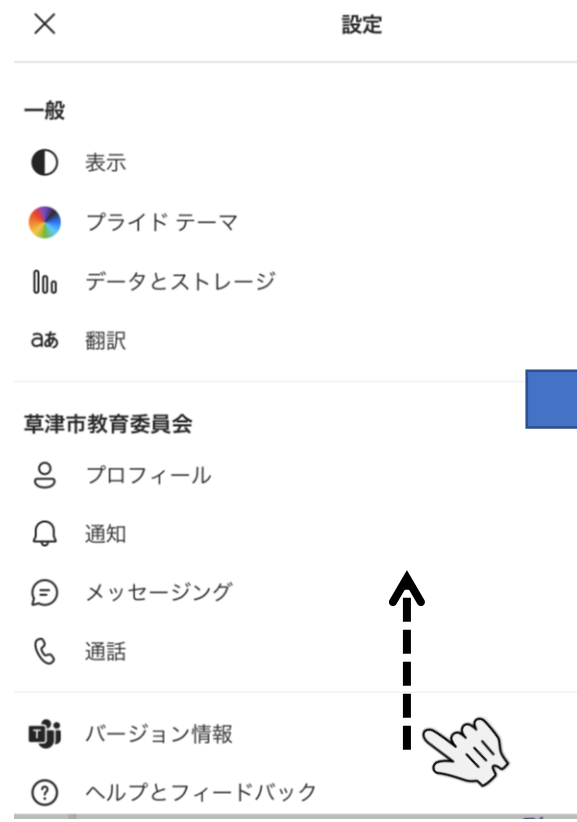 設定
一般
表示
プライド テーマ
データとストレージ
aあ 翻訳
草津市教育委員会
プロフィール
通知
メッセージング
通話
バージョン情報
ヘルプとフィードバック